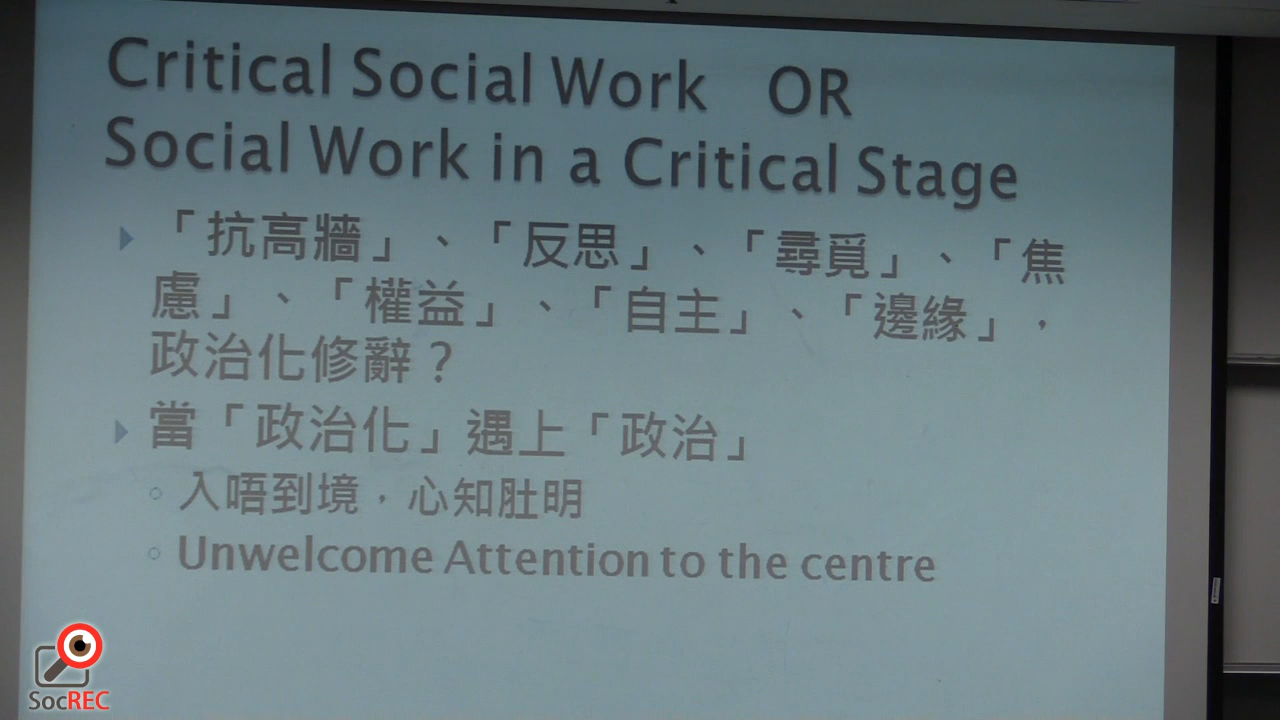 Critical Social Work OR
Social Work in a Critical Stage
「抗高牆」、「反思」、「尋覓」、「焦
慮」、「權益」、「自主」、「邊緣」，
政治化修辭？
當「政治化」遇上「政治」
入唔到境，心知肚明
Unwelcome Attention to the centre
SocREC